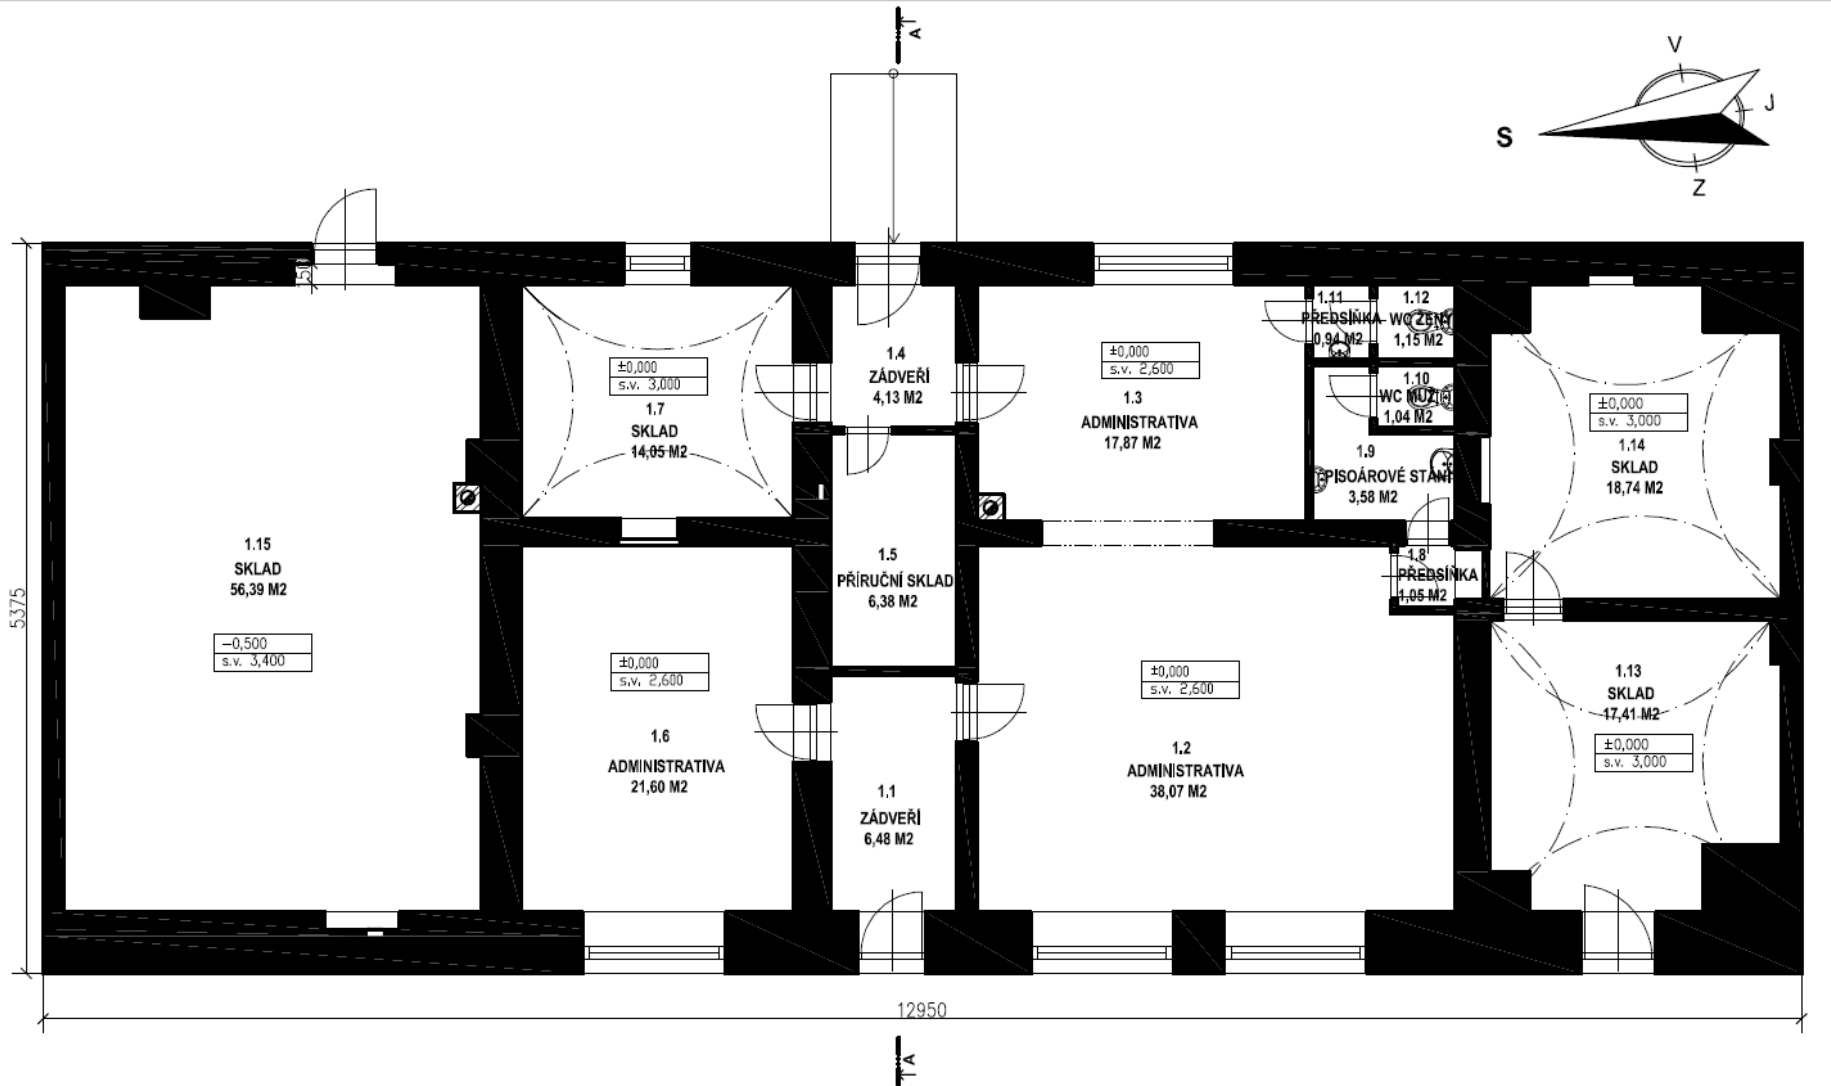 A
V
J
S
Z
150
1.11
PŘEDSÍŇKA
0,94 M2
1.12
WC ŽENY
1,15 M2
±0,000
s.v. 3,000
1.7
SKLAD
14,05 M2
1.4
ZÁDVEŘÍ
4,13 M2
±0,000
s.v. 2,600
1.3
ADMINISTRATIVA
17,87 M2
1.10
WC MUŽI
1,04 M2
±0,000
s.v. 3,000
1.14
SKLAD
18,74 M2
1.9
PISOÁROVÉ STÁNÍ
3,58 M2
1.15
SKLAD
56,39 M2
-0,500
s.v. 3,400
1.5
PŘÍRUČNÍ SKLAD
6,38 M2
1.8
PŘEDSÍŇKA
1,05 M2
5375
±0,000
s.v. 2,600
1.6
ADMINISTRATIVA
21,60 M2
±0,000
s.v. 2,600
1.2
ADMINISTRATIVA
38,07 M2
1.13
SKLAD
17,41 M2
±0,000
s.v. 3,000
1.1
ZÁDVEŘÍ
6,48 M2
12950
A